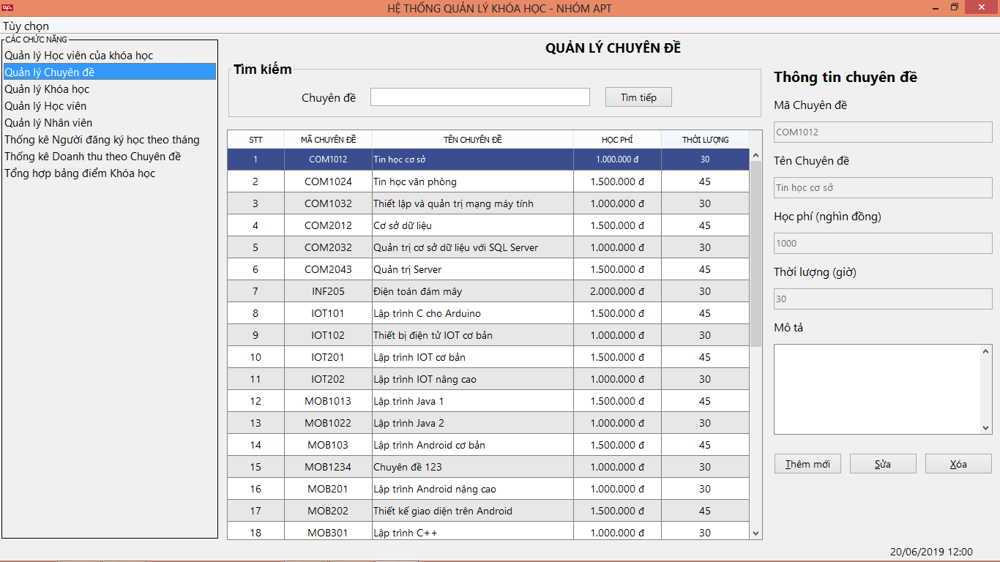 HỆ THỐNG QUẢN LÝ KHÓA HỌC - NHÓM APT
Tùy chọn
CÁC CHỨC NĂNG
Quản lý Học viên của khóa học
Quản lý Chuyên đề
Quản lý Khóa học
Quản lý Học viên
Quản lý Nhân viên
Thống kê Người đăng ký học theo tháng
Thống kê Doanh thu theo Chuyên đề
Tổng hợp bảng điểm Khóa học
QUẢN LÝ CHUYÊN ĐỀ
Tìm kiếm
Chuyên đề Tìm tiếp
STT MÃ CHUYÊN ĐỀ TÊN CHUYÊN ĐỀ HỌC PHÍ THỜI LƯỢNG
1 COM1012 Tin học cơ sở 1.000.000 đ 30
2 COM1024 Tin học văn phòng 1.500.000 đ 45
3 COM1032 Thiết lập và quản trị mạng máy tính 1.000.000 đ 30
4 COM2012 Cơ sở dữ liệu 1.500.000 đ 45
5 COM2032 Quản trị cơ sở dữ liệu với SQL Server 1.000.000 đ 30
6 COM2043 Quản trị Server 1.500.000 đ 45
7 INF205 Điện toán đám mây 2.000.000 đ 30
8 IOT101 Lập trình C cho Arduino 1.500.000 đ 45
9 IOT102 Thiết bị điện tử IOT cơ bản 1.000.000 đ 30
10 IOT201 Lập trình IOT cơ bản 1.500.000 đ 45
11 IOT202 Lập trình IOT nâng cao 1.000.000 đ 30
12 MOB1013 Lập trình Java 1 1.500.000 đ 45
13 MOB1022 Lập trình Java 2 1.000.000 đ 30
14 MOB103 Lập trình Android cơ bản 1.500.000 đ 45
15 MOB1234 Chuyên đề 123 1.000.000 đ 30
16 MOB201 Lập trình Android nâng cao 1.000.000 đ 30
17 MOB202 Thiết kế giao diện trên Android 1.500.000 đ 45
18 MOB301 Lập trình C++ 1.000.000 đ 30
Thông tin chuyên đề
Mã Chuyên đề
COM1012
Tên Chuyên đề
Tin học cơ sở
Học phí (nghìn đồng)
1000
Thời lượng (giờ)
30
Mô tả
Thêm mới Sửa Xóa
20/06/2019 12:00